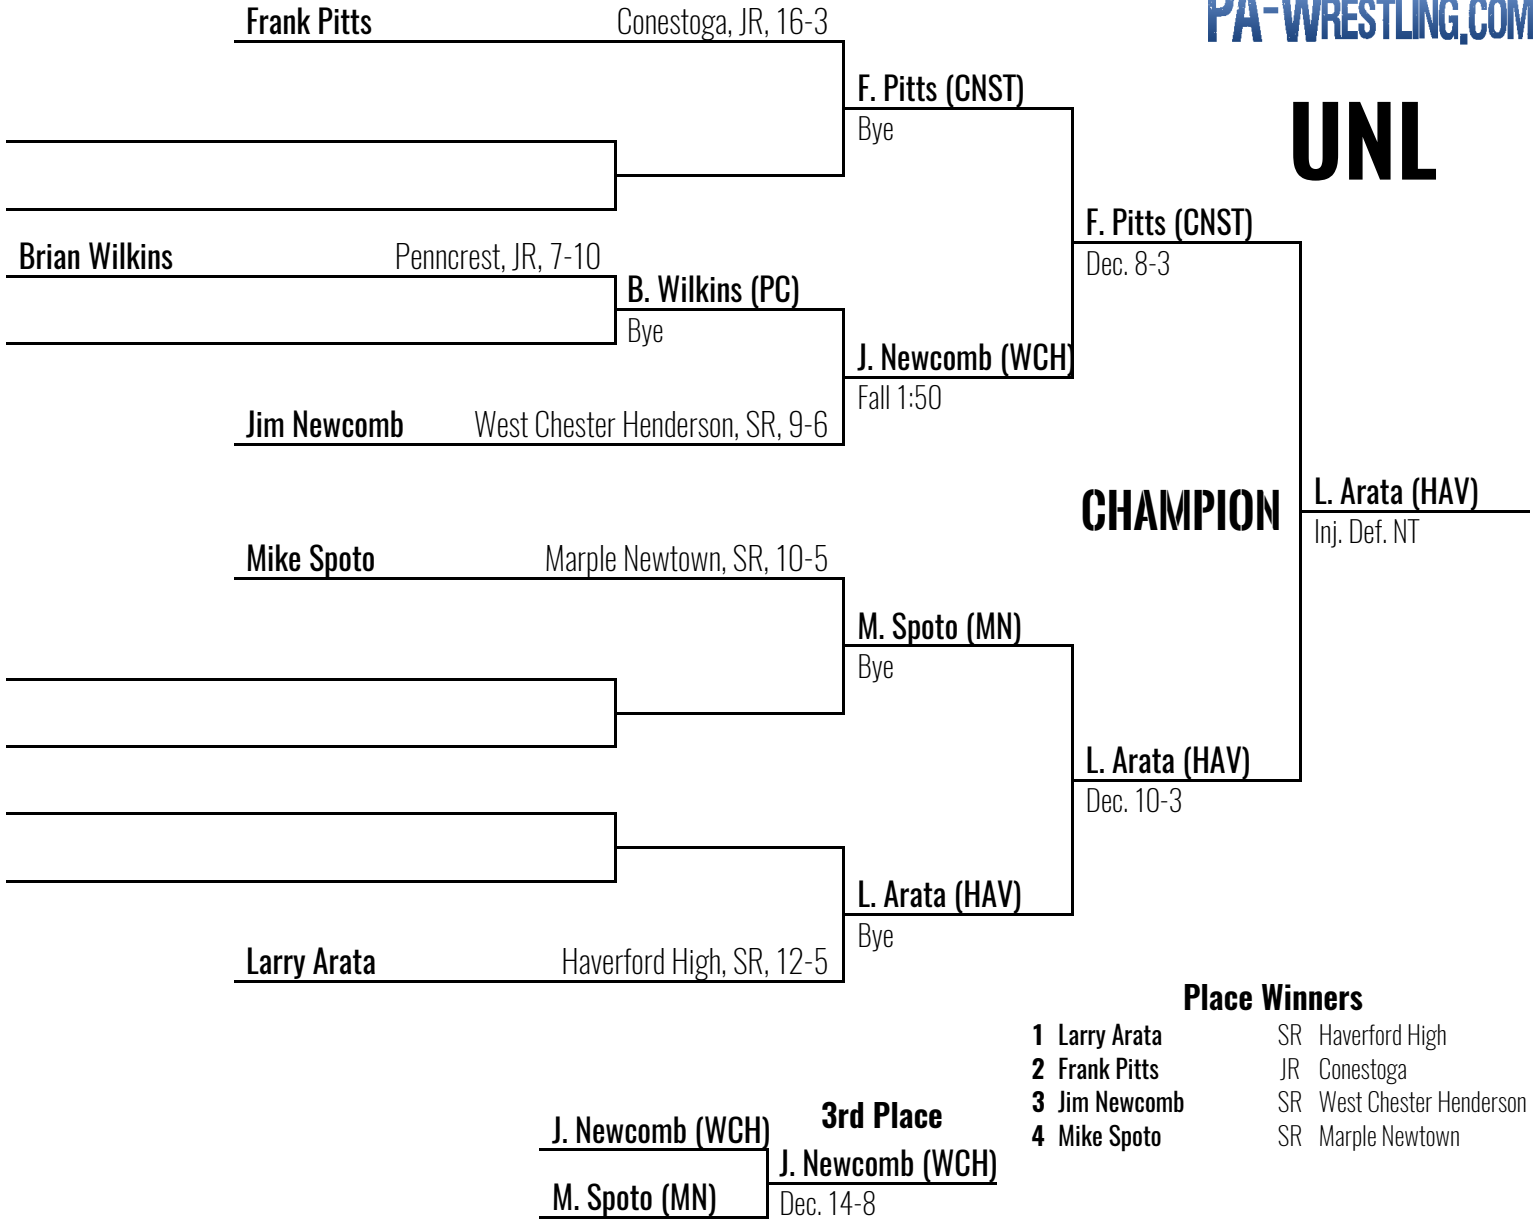 PA-WRESTLING.COM
UNL
Frank Pitts Conestoga, JR, 16-3
F. Pitts (CNST)
Bye
F. Pitts (CNST)
Dec. 8-3
Brian Wilkins Penncrest, JR, 7-10
B. Wilkins (PC)
Bye
J. Newcomb (WCH)
Fall 1:50
Jim Newcomb West Chester Henderson, SR, 9-6
CHAMPION
L. Arata (HAV)
Inj. Def. NT
Mike Spoto Marple Newtown, SR, 10-5
M. Spoto (MN)
Bye
L. Arata (HAV)
Dec. 10-3
L. Arata (HAV)
Bye
Larry Arata Haverford High, SR, 12-5
Place Winners
1 Larry Arata SR Haverford High
2 Frank Pitts JR Conestoga
3 Jim Newcomb SR West Chester Henderson
4 Mike Spoto SR Marple Newtown
3rd Place
J. Newcomb (WCH)
J. Newcomb (WCH)
M. Spoto (MN)
Dec. 14-8